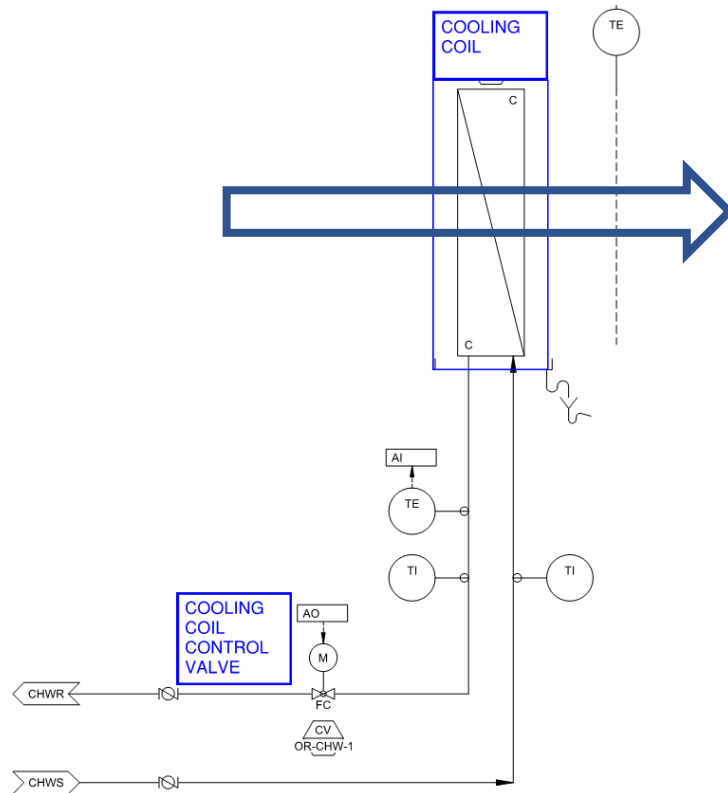 COOLING
COIL
TE
C
C
AI
TE
TI
TI
COOLING
COIL
CONTROL
VALVE
AO
M
CHWR
FC
CV
OR-CHW-1
CHWS